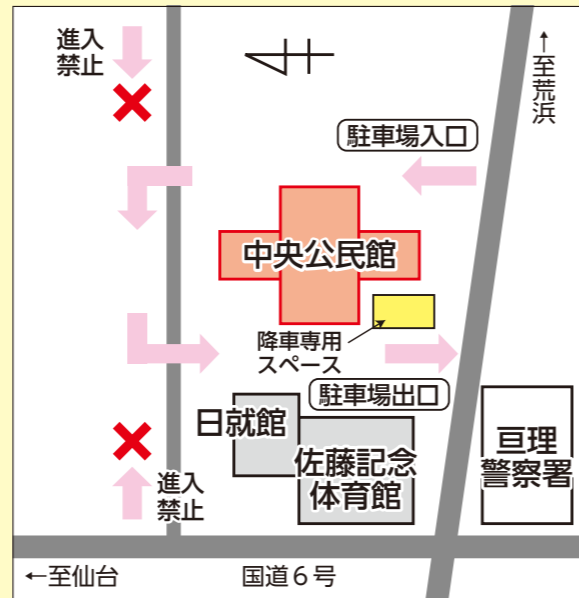 進入
禁止
↑至荒浜
駐車場入口
中央公民館
降車専用
スペース
駐車場出口
日就館
佐藤記念
体育館
亘理
警察署
進入
禁止
←至仙台
国道6号